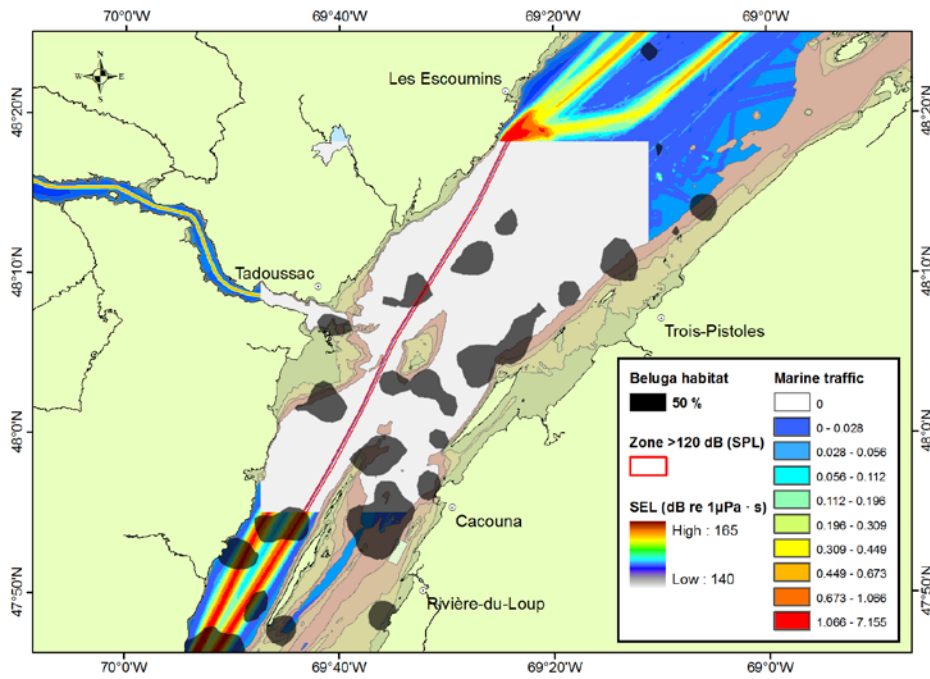 70°0'W 69°40'W 69°20'W 69°0'W
N
W E
S
Les Escoumins
48°20'N 48°20'N
Tadoussac
48°10'N 48°10'N
Trois-Pistoles
48°0'N 48°0'N
Cacouna
47°50'N 47°50'N
Rivière-du-Loup
Beluga habitat
50 %
Zone >120 dB (SPL)
SEL (dB re 1µPa · s)
High : 165
Low : 140
Marine traffic
0
0 - 0.028
0.028 - 0.056
0.056 - 0.112
0.112 - 0.196
0.196 - 0.309
0.309 - 0.449
0.449 - 0.673
0.673 - 1.066
1.066 - 7.155
70°0'W 69°40'W 69°20'W 69°0'W